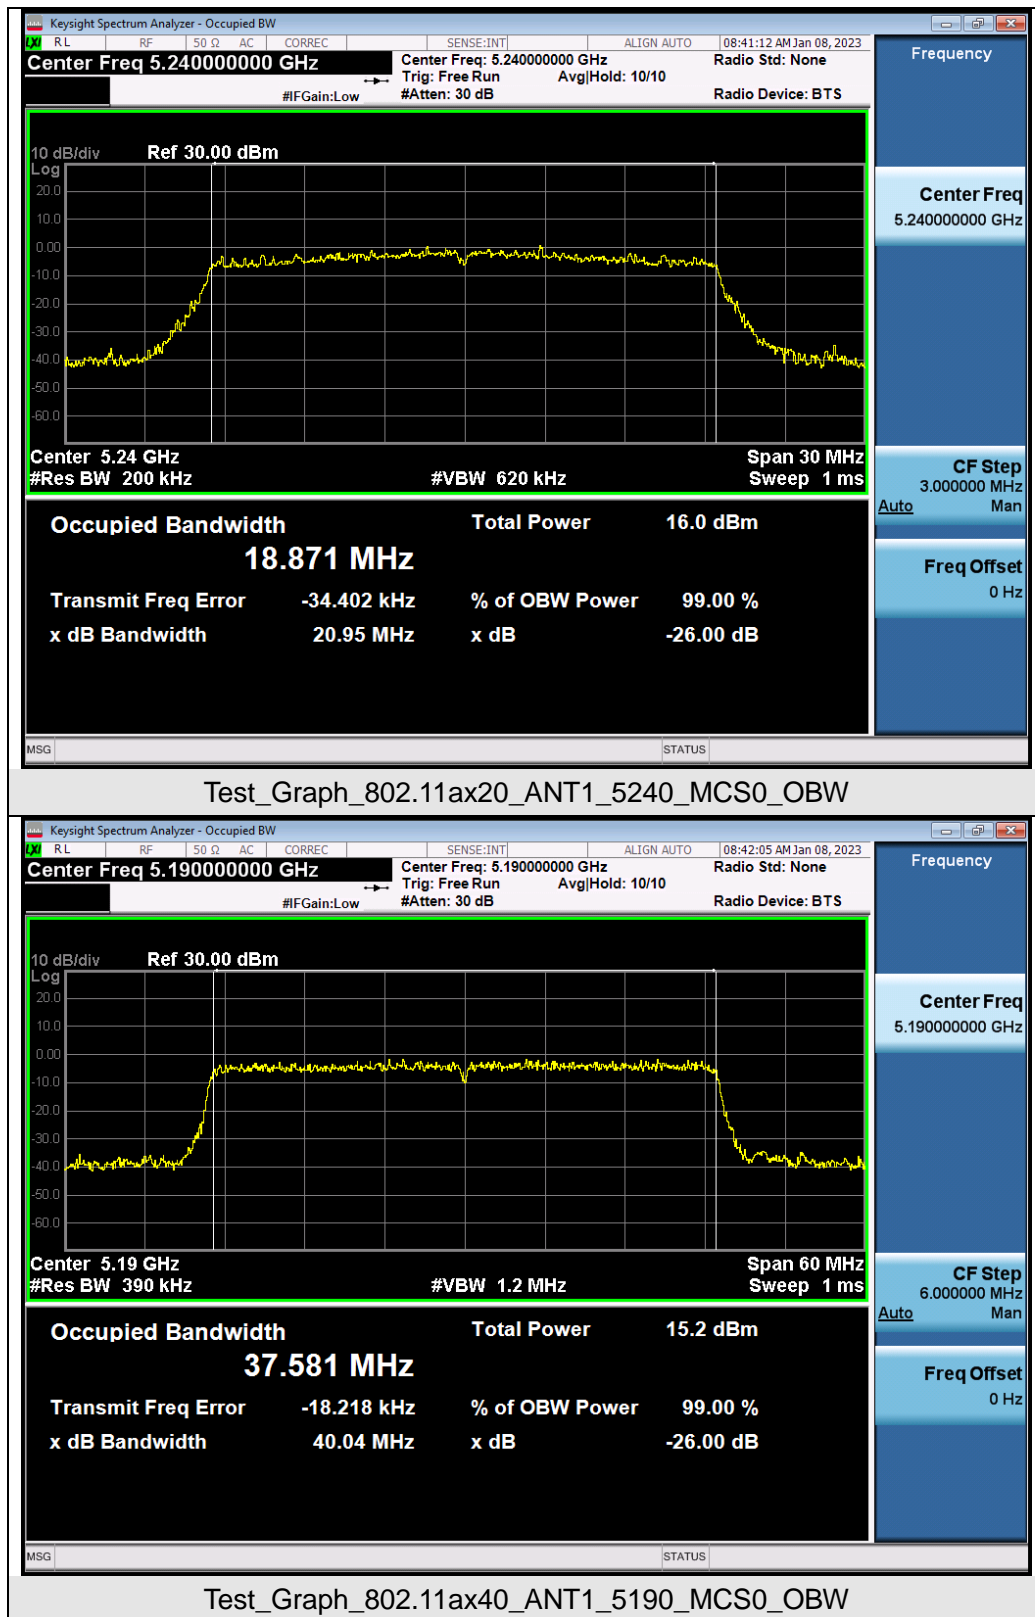 Keysight Spectrum Analyzer - Occupied BW
LXI RL RF 50 Ω AC CORREC SENSE:INT ALIGN AUTO 08:41:12 AM Jan 08, 2023
Center Freq 5.240000000 GHz
Center Freq: 5.240000000 GHz
Radio Std: None
Trig: Free Run Avg|Hold: 10/10
#IFGain:Low
#Atten: 30 dB
Radio Device: BTS
Frequency
10 dB/div Ref 30.00 dBm
Log
20.0
10.0
0.00
-10.0
-20.0
-30.0
-40.0
-50.0
-60.0
Center 5.24 GHz
Span 30 MHz
#Res BW 200 kHz
#VBW 620 kHz
Sweep 1 ms
Center Freq
5.240000000 GHz
CF Step
3.000000 MHz
Auto Man
Freq Offset
0 Hz
Occupied Bandwidth
18.871 MHz
Total Power 16.0 dBm
Transmit Freq Error -34.402 kHz % of OBW Power 99.00 %
x dB Bandwidth 20.95 MHz x dB -26.00 dB
MSG STATUS
Test_Graph_802.11ax20_ANT1_5240_MCS0_OBW
Keysight Spectrum Analyzer - Occupied BW
LXI RL RF 50 Ω AC CORREC SENSE:INT ALIGN AUTO 08:42:05 AM Jan 08, 2023
Center Freq 5.190000000 GHz
Center Freq: 5.190000000 GHz
Radio Std: None
Trig: Free Run Avg|Hold: 10/10
#IFGain:Low
#Atten: 30 dB
Radio Device: BTS
Frequency
10 dB/div Ref 30.00 dBm
Log
20.0
10.0
0.00
-10.0
-20.0
-30.0
-40.0
-50.0
-60.0
Center 5.19 GHz
Span 60 MHz
#Res BW 390 kHz
#VBW 1.2 MHz
Sweep 1 ms
Center Freq
5.190000000 GHz
CF Step
6.000000 MHz
Auto Man
Freq Offset
0 Hz
Occupied Bandwidth
37.581 MHz
Total Power 15.2 dBm
Transmit Freq Error -18.218 kHz % of OBW Power 99.00 %
x dB Bandwidth 40.04 MHz x dB -26.00 dB
MSG STATUS
Test_Graph_802.11ax40_ANT1_5190_MCS0_OBW